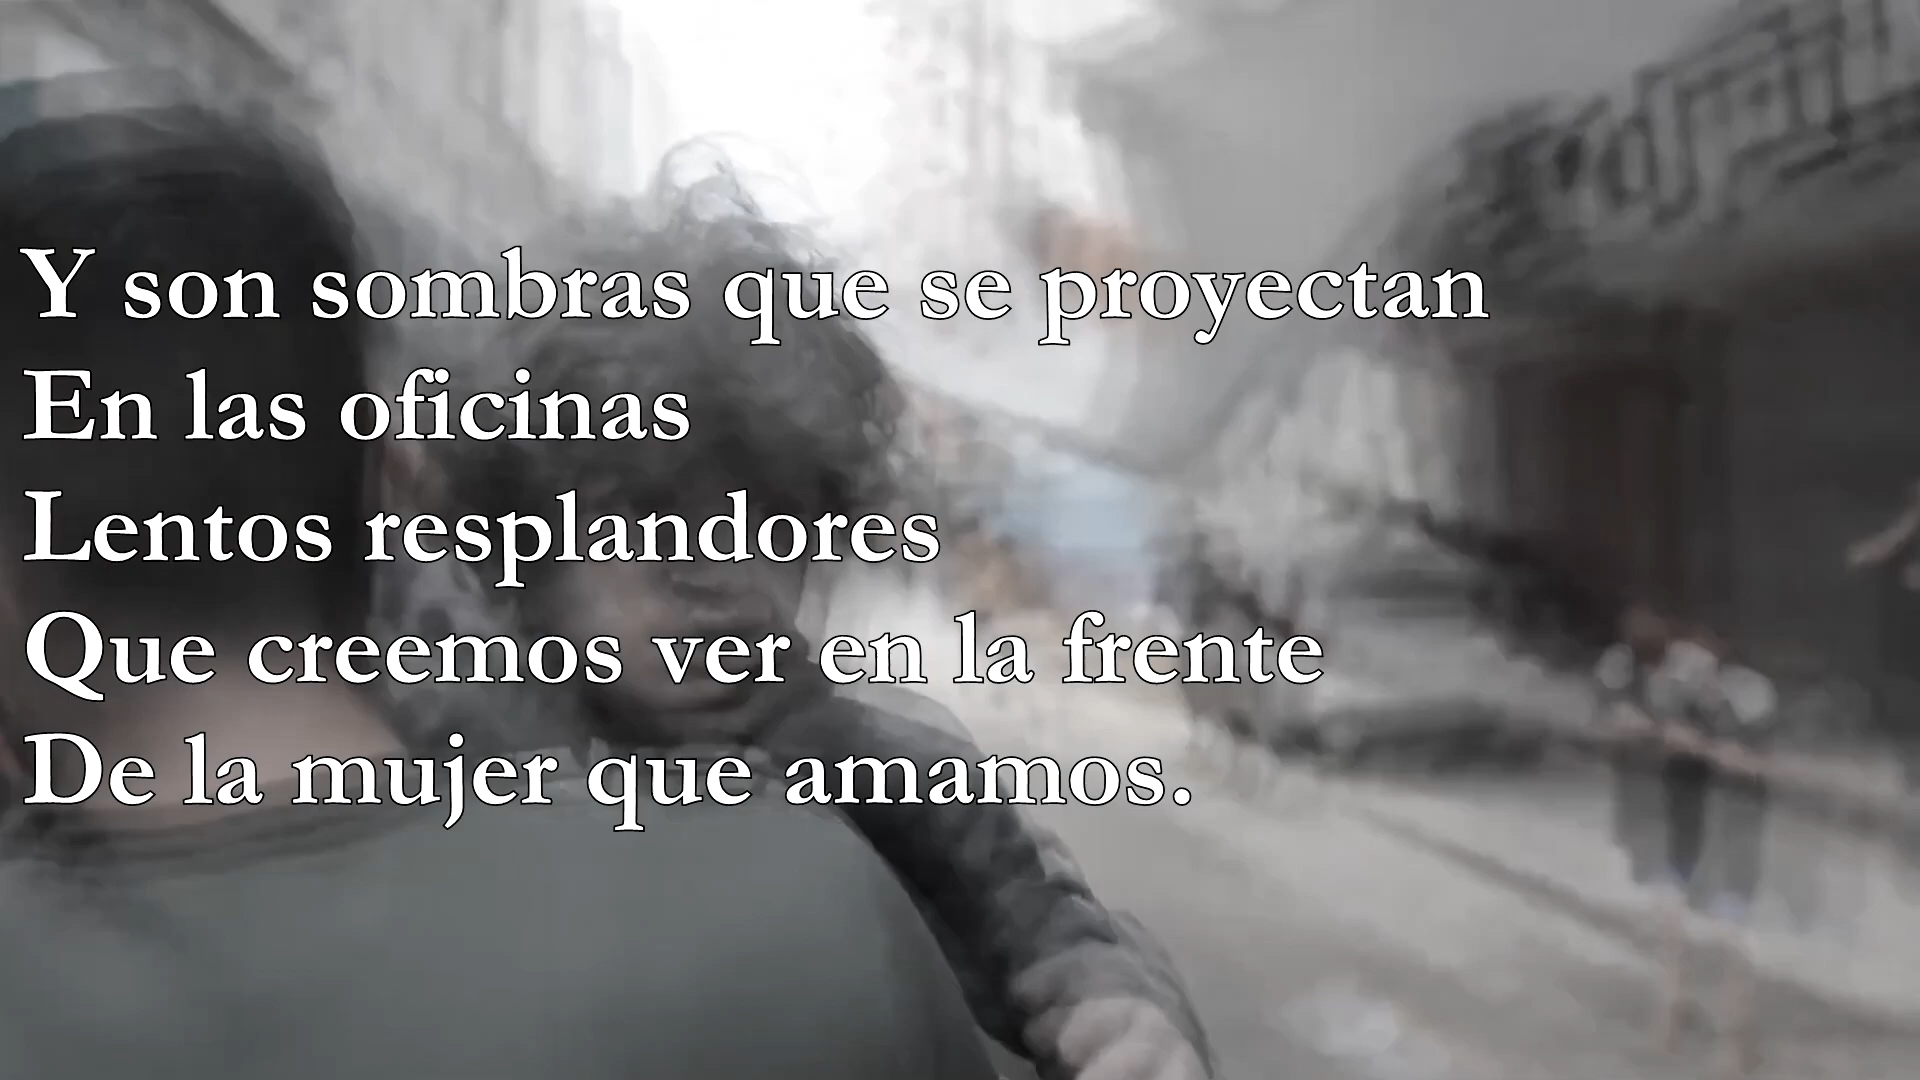 Y son sombras que se proyectan
En las oficinas
Lentos resplandores
Que creemos ver en la frente
De la mujer que amamos.